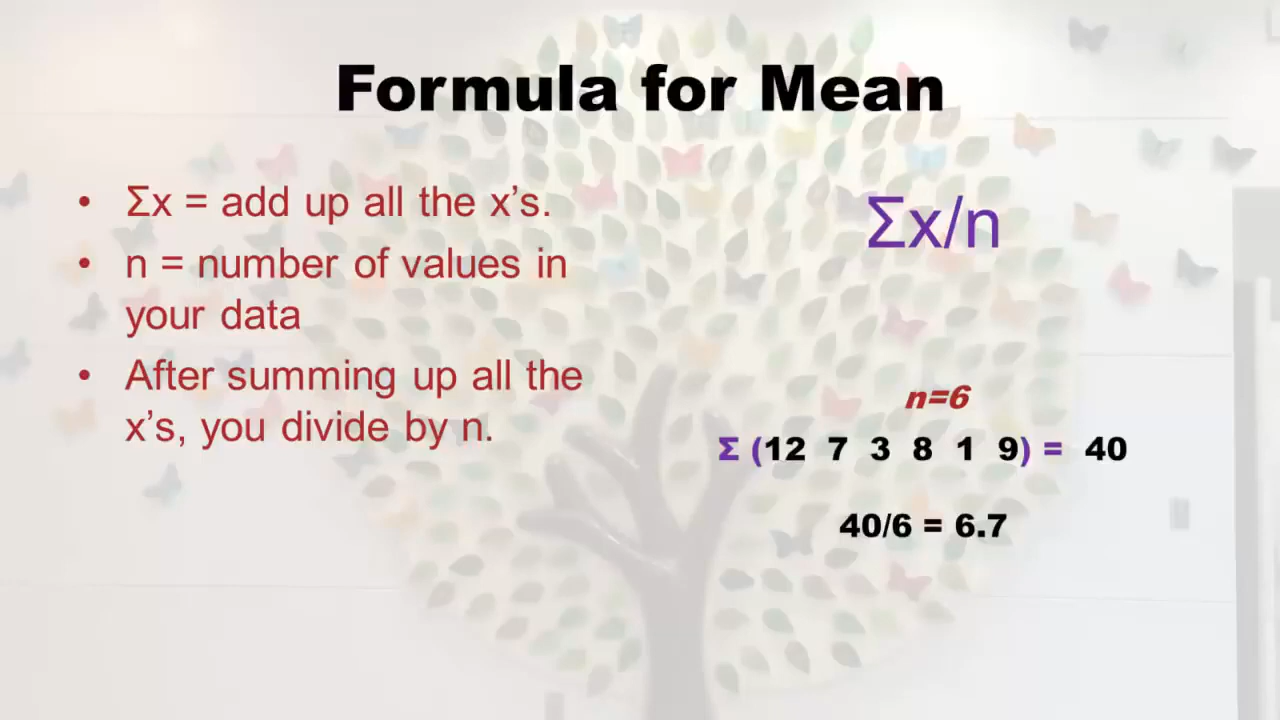 Formula for Mean
• Σx = add up all the x’s.
• n = number of values in
your data
• After summing up all the
x’s, you divide by n.
Σx/n
n=6
Σ (12 7 3 8 1 9) = 40
40/6 = 6.7